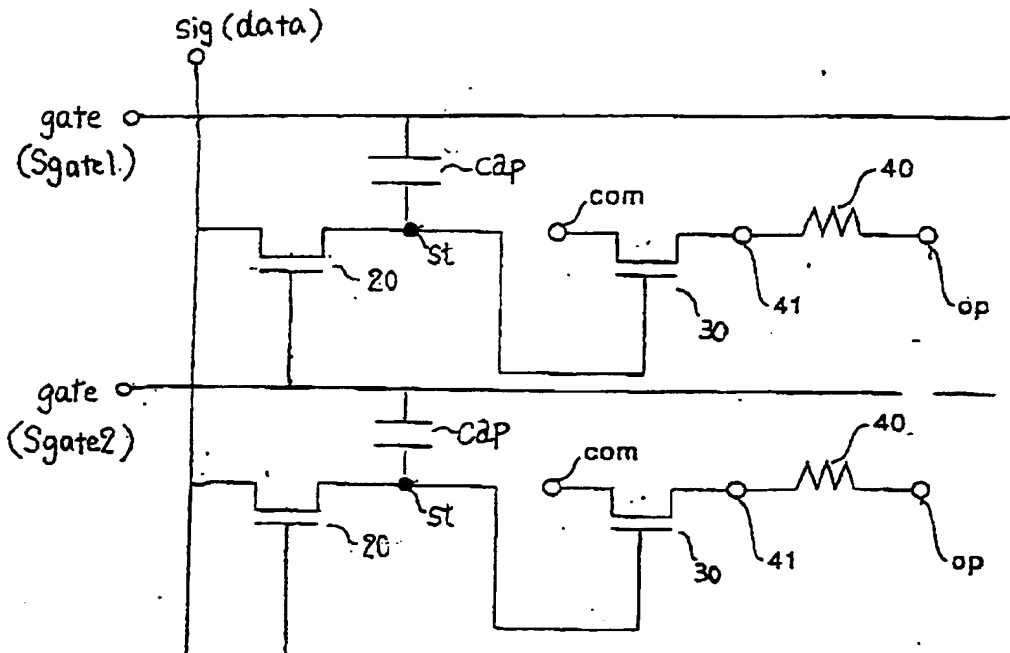 sig (data)
gate
(Sgate1.)
cap
com
40
st
20
30
41
op
gate
(Sgate2)
cap
com
40
st
20
30
41
op